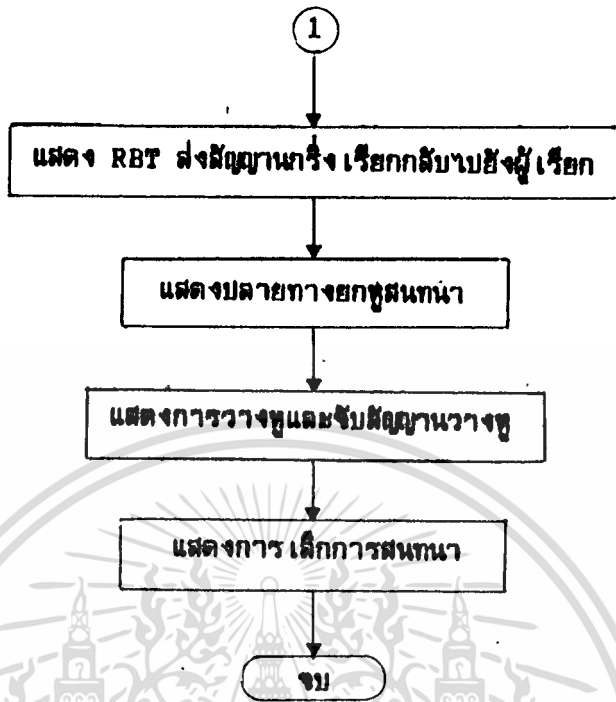 1
แสดง RBT ส่งสัญญานกริ่งเรียกกลับไปยังผู้เรียก
แสดงปลายทางยกหูสนทนา
แสดงการวางหูและจับสัญญานวางหู
แสดงการเลิกการสนทนา
จบ